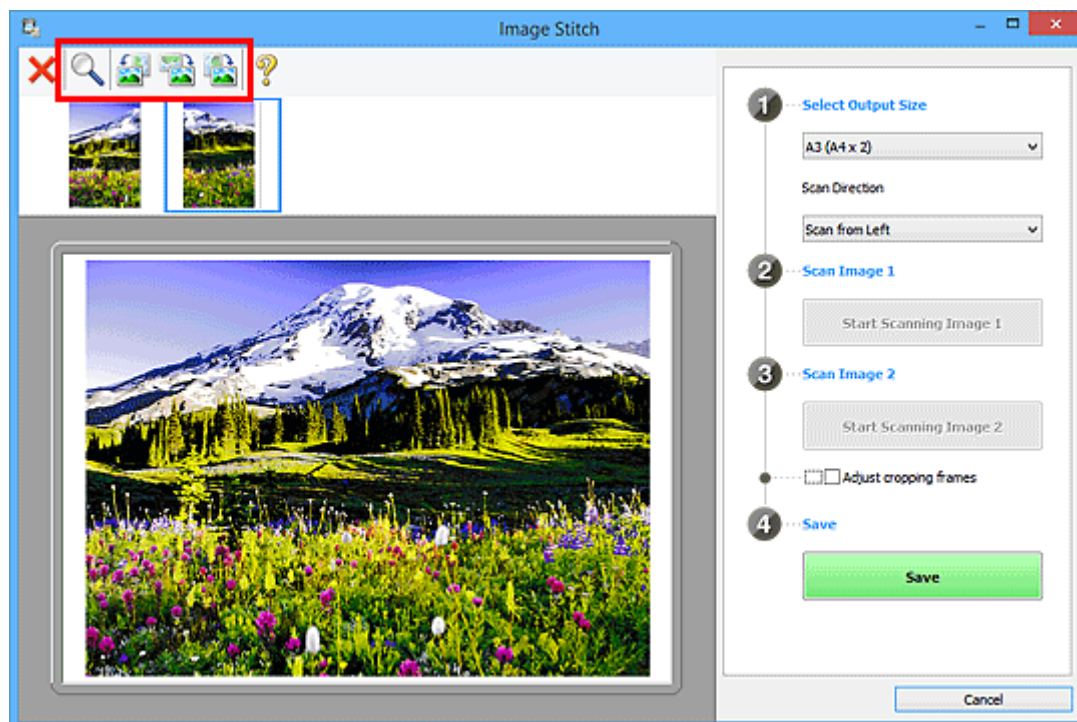 Image Stitch
1
Select Output Size
A3 (A4 x 2)
Scan Direction
Scan from Left
2
Scan Image 1
Start Scanning Image 1
3
Scan Image 2
Start Scanning Image 2
Adjust cropping frames
4
Save
Save
Cancel